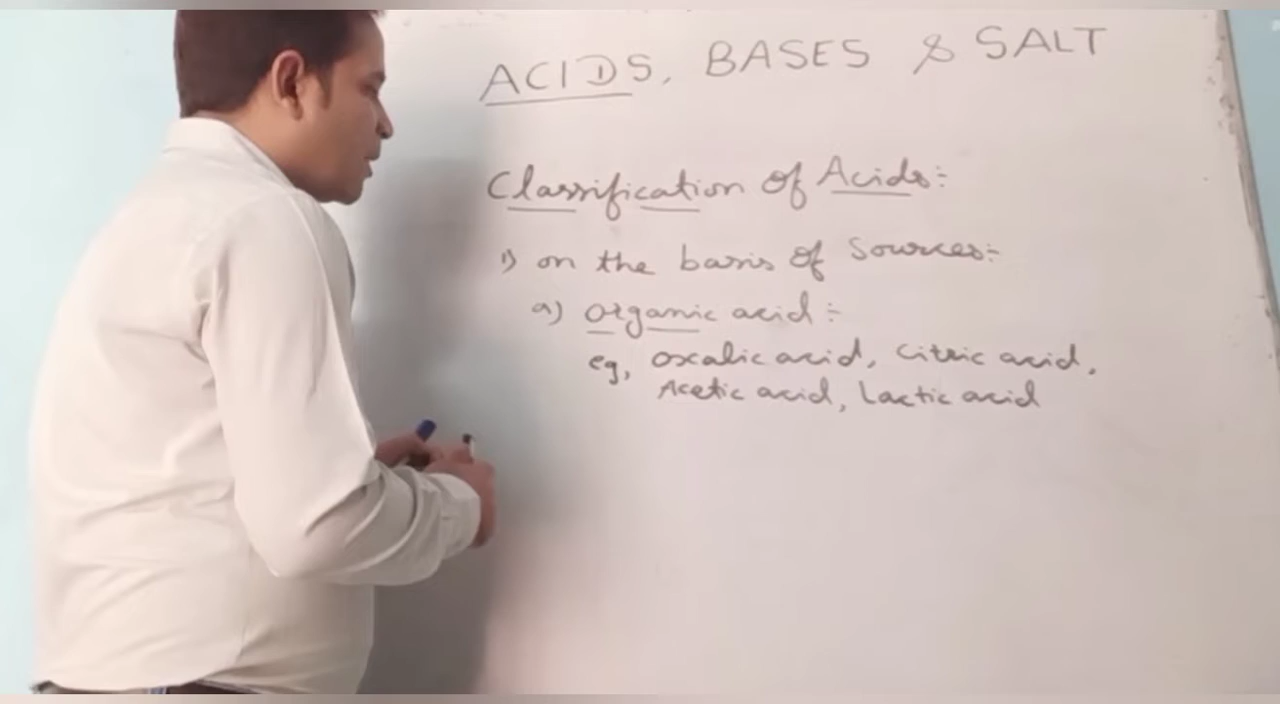 ACIDS, BASES & SALT
Classification of Acids:-
1) on the basis of Sources:-
a) organic acid :-
eg, oxalic acid, Citric acid,
Acetic acid, Lactic acid